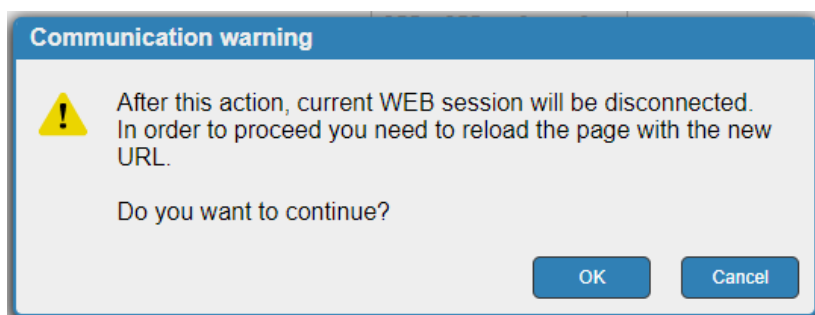 Communication warning
After this action, current WEB session will be disconnected.
In order to proceed you need to reload the page with the new
URL.
Do you want to continue?
OK Cancel